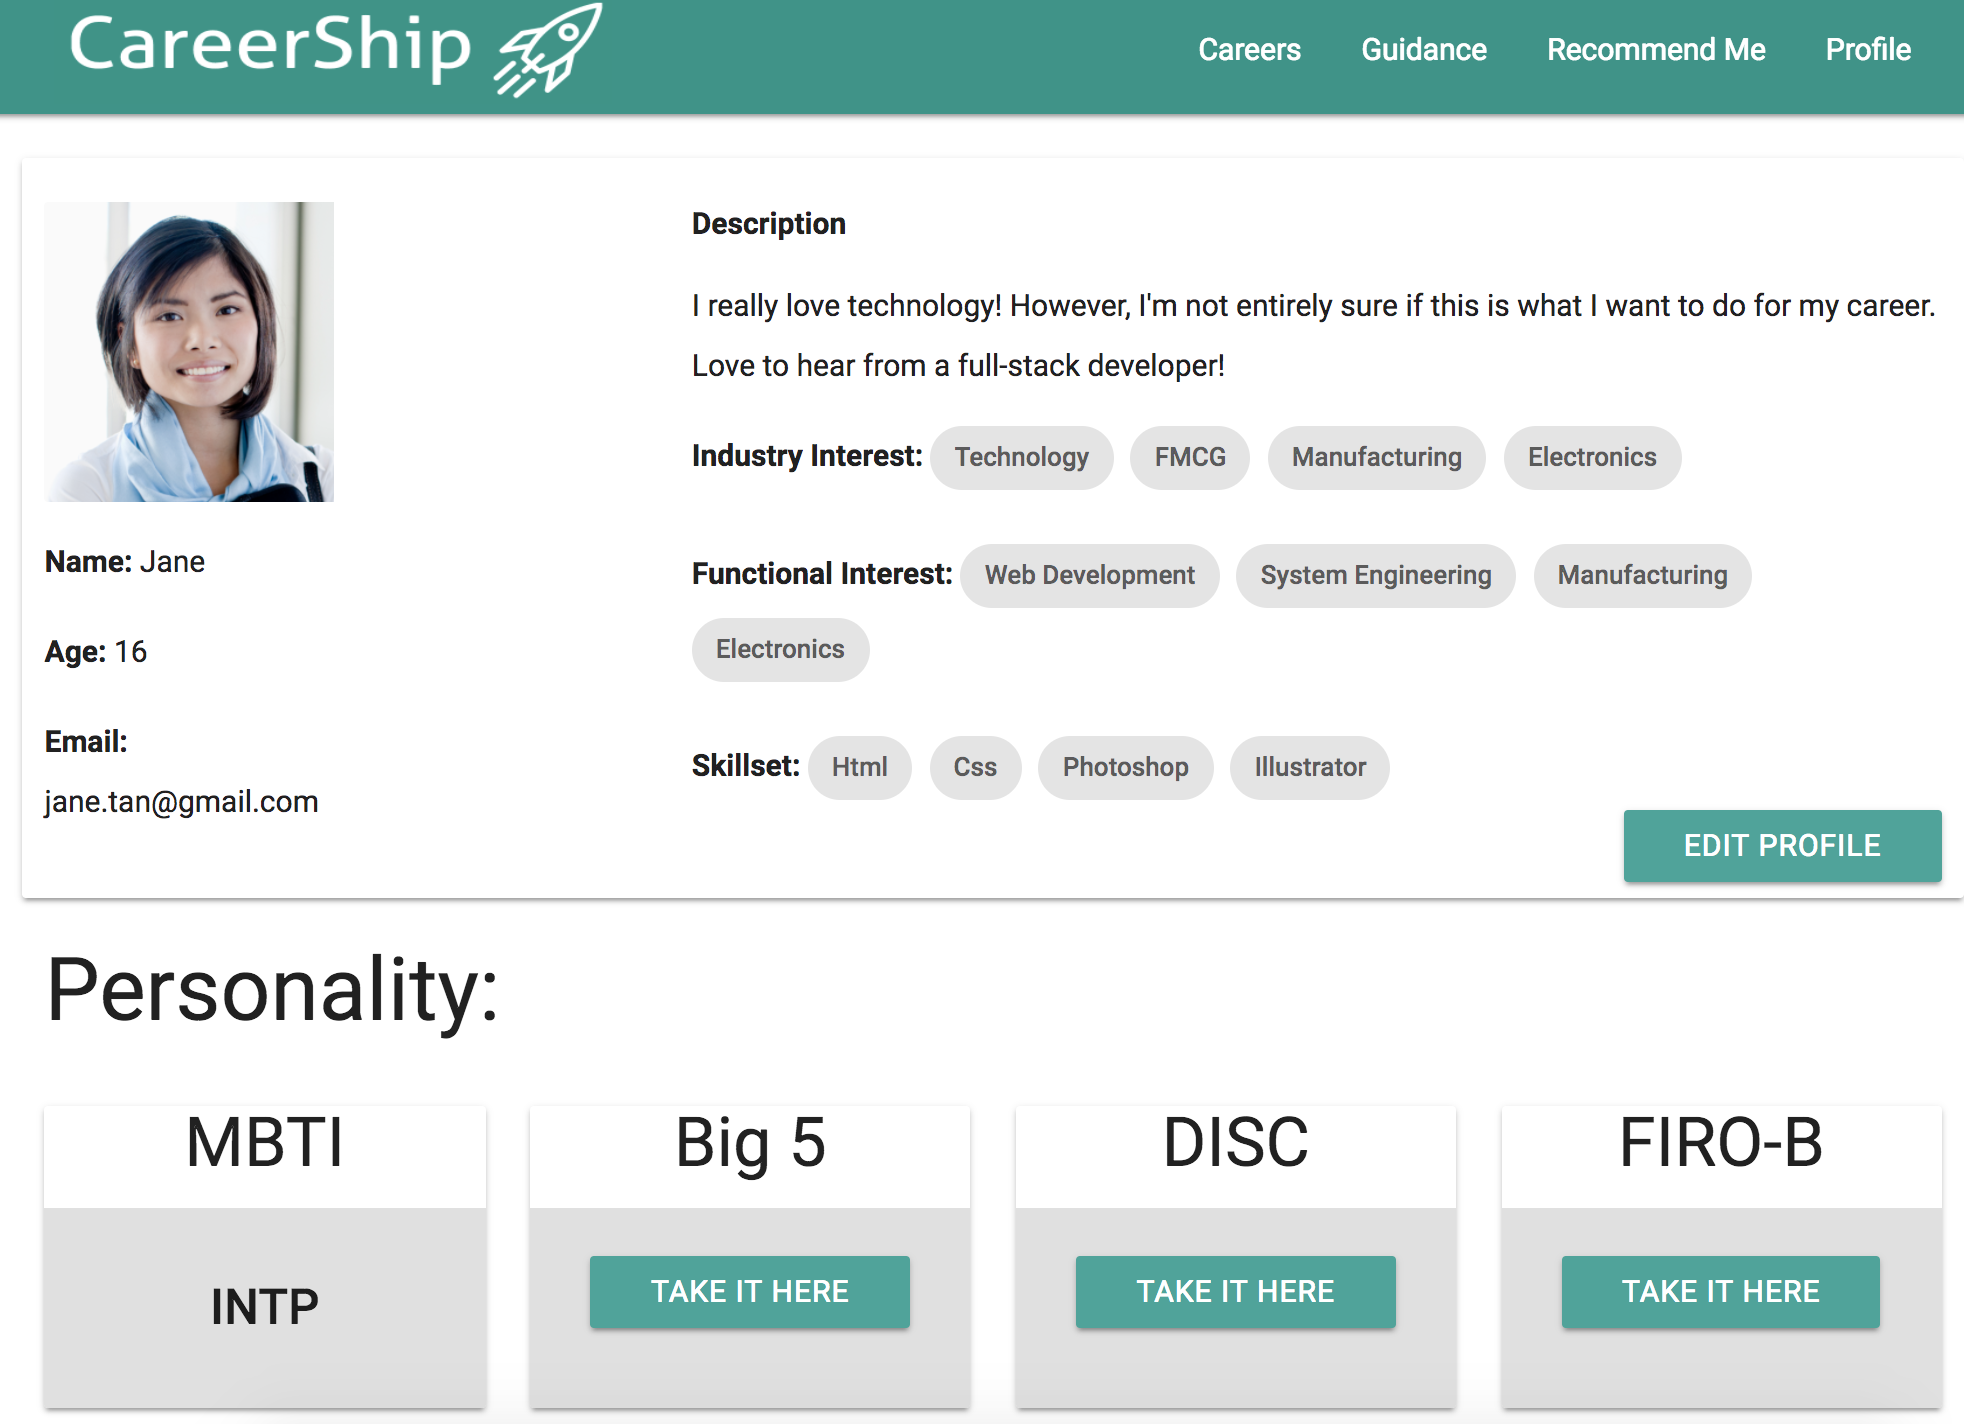 CareerShip
Careers Guidance Recommend Me Profile
Description
I really love technology! However, I'm not entirely sure if this is what I want to do for my career.
Love to hear from a full-stack developer!
Industry Interest: Technology FMCG Manufacturing Electronics
Functional Interest: Web Development System Engineering Manufacturing
Electronics
Skillset: Html Css Photoshop Illustrator
Name: Jane
Age: 16
Email:
jane.tan@gmail.com
EDIT PROFILE
Personality:
MBTI
INTP
Big 5
TAKE IT HERE
DISC
TAKE IT HERE
FIRO-B
TAKE IT HERE